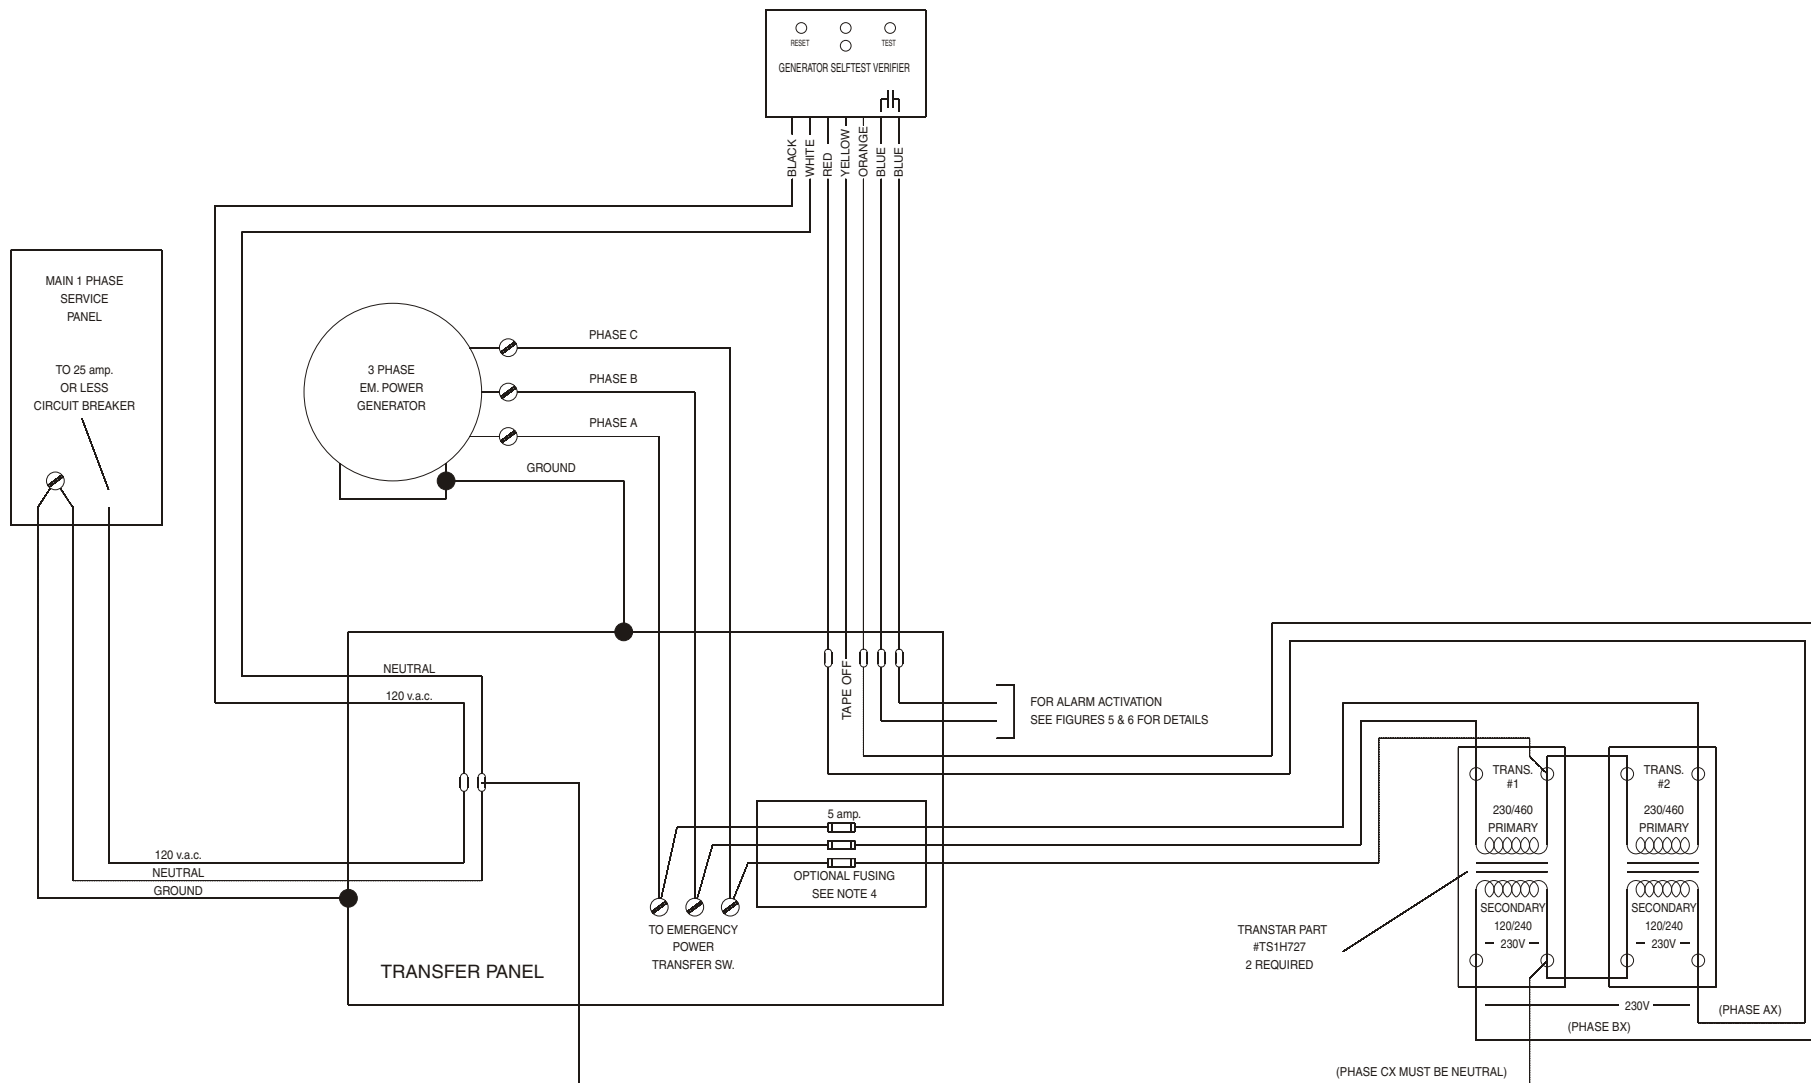 RESET
TEST
GENERATOR SELFTEST VERIFIER
BLACK
WHITE
RED
YELLOW
ORANGE
BLUE
BLUE
MAIN 1 PHASE
SERVICE
PANEL
TO 25 amp.
OR LESS
CIRCUIT BREAKER
3 PHASE
EM. POWER
GENERATOR
PHASE C
PHASE B
PHASE A
GROUND
NEUTRAL
120 v.a.c.
TAPE OFF
FOR ALARM ACTIVATION
SEE FIGURES 5 & 6 FOR DETAILS
5 amp.
OPTIONAL FUSING
SEE NOTE 4
120 v.a.c.
NEUTRAL
GROUND
TO EMERGENCY
POWER
TRANSFER SW.
TRANSFER PANEL
TRANSTAR PART
#TS1H727
2 REQUIRED
TRANS.
#1
230/460
PRIMARY
SECONDARY
120/240
230V
TRANS.
#2
230/460
PRIMARY
SECONDARY
120/240
230V
230V
(PHASE AX)
(PHASE BX)
(PHASE CX MUST BE NEUTRAL)